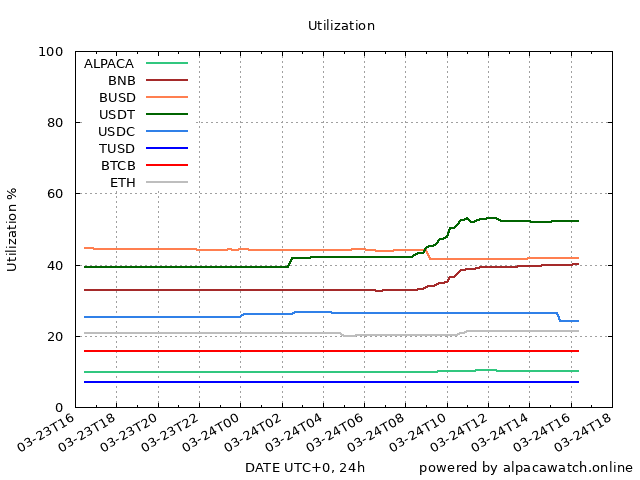 Utilization
100
80
60
40
20
0
Utilization %
ALPACA
BNB
BUSD
USDT
USDC
TUSD
BTCB
ETH
03-23T16
03-23T18
03-23T20
03-23T22
03-24T00
03-24T02
03-24T04
03-24T06
03-24T08
03-24T10
03-24T12
03-24T14
03-24T16
03-24T18
DATE UTC+0, 24h
powered by alpacawatch.online